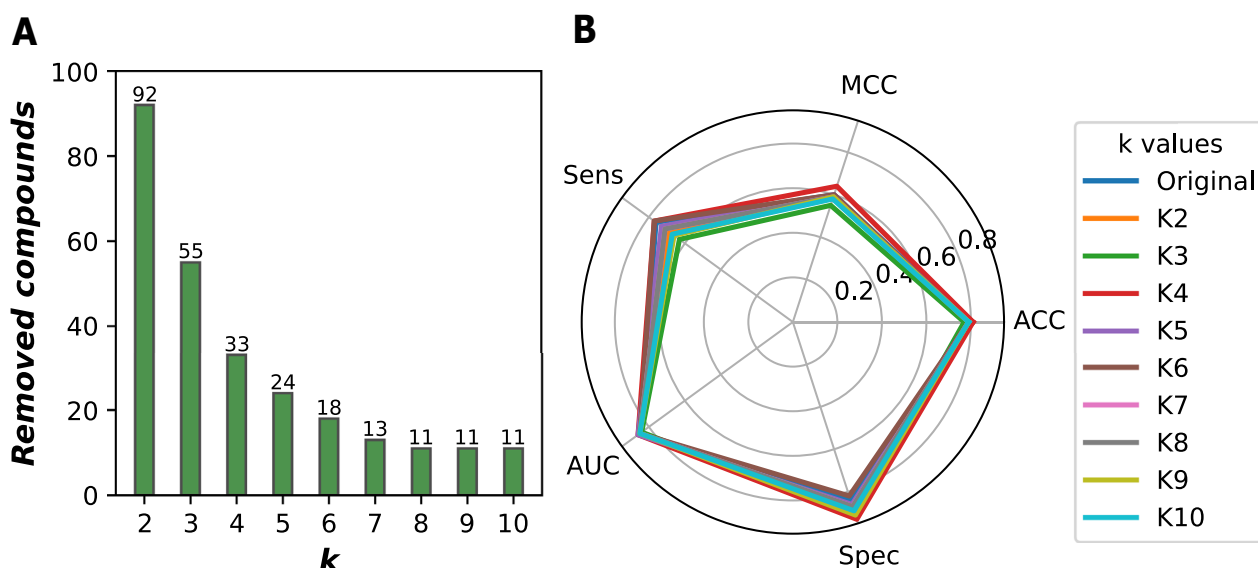 A
Removed compounds
100
80
60
40
20
0
92
55
33
24
18
13
11
11
11
2 3 4 5 6 7 8 9 10
k
B
MCC
Sens
ACC
AUC
Spec
0.2
0.4
0.6
0.8
k values
Original
K2
K3
K4
K5
K6
K7
K8
K9
K10